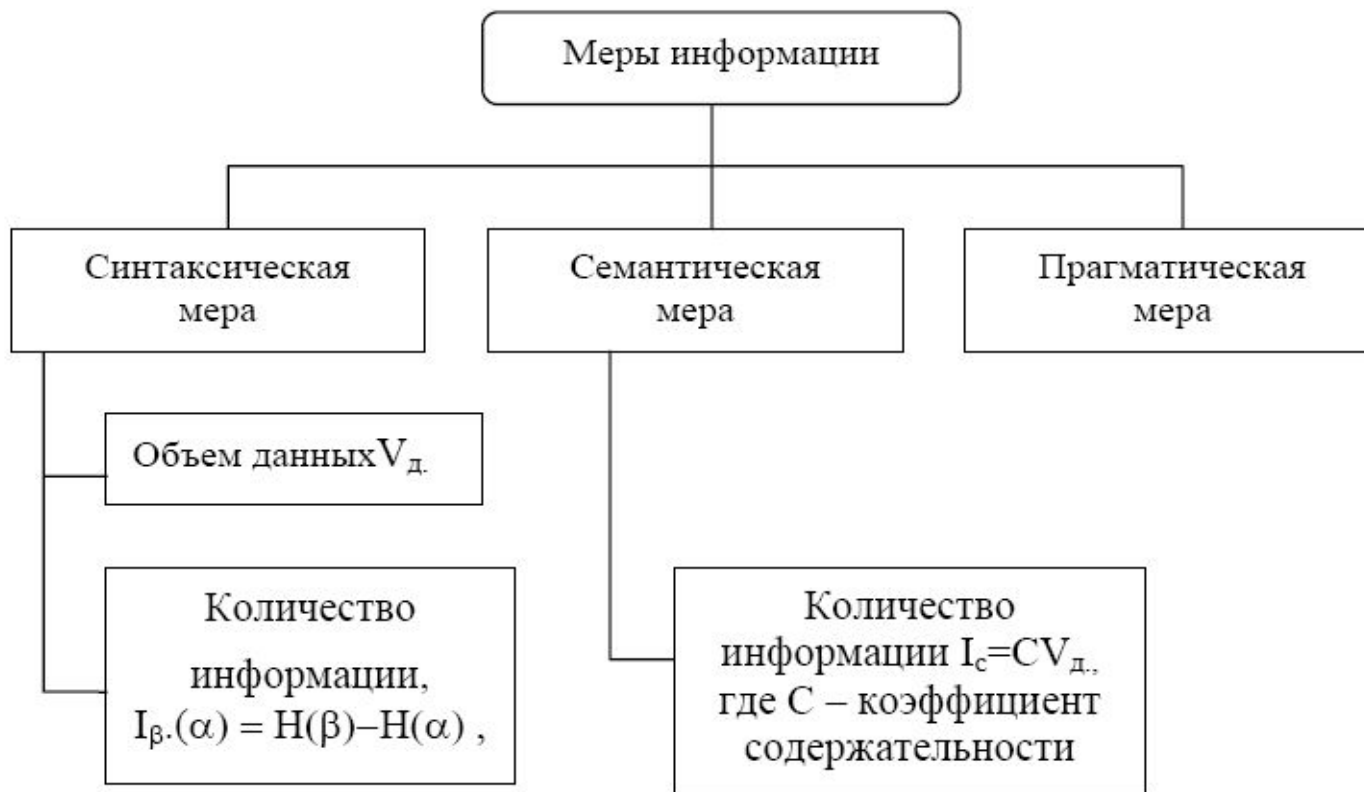 Меры информации
Синтаксическая
мера
Семантическая
мера
Прагматическая
мера
Объем данныхVд.
Количество
информации,
Iβ.(α) = H(β)–H(α) ,
Количество
информации Iс=CVд.,
где С – коэффициент
содержательности